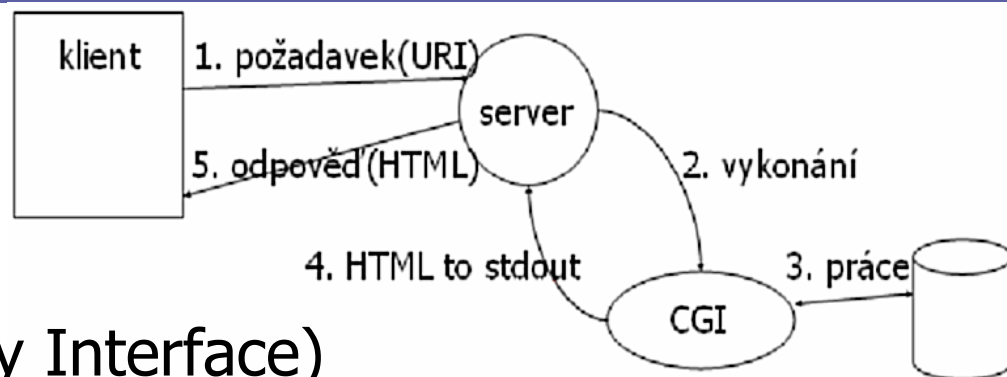 klient
1. požadavek(URI)
server
5. odpověď(HTML)
2. vykonání
4. HTML to stdout
3. práce
CGI
Interface)